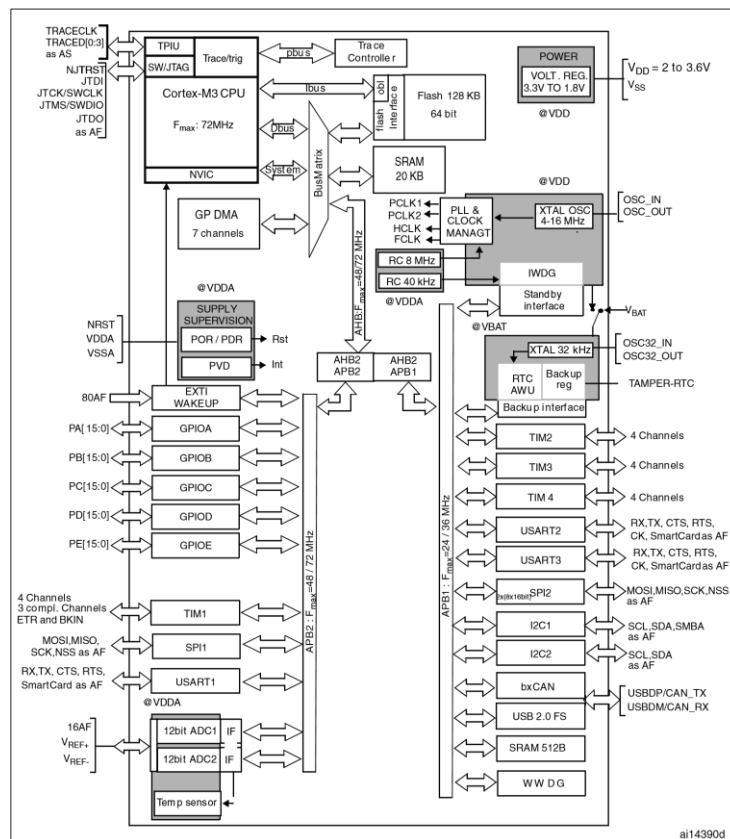 TRACECLK
TRACED[0:3]
as AS
NJTRST
JTDI
JTCK/SWCLK
JTMS/SWDIO
JTDO
as AF
TPIU
SW/JTAG
Trace/trig
Cortex-M3 CPU
Fmax: 72MHz
NVIC
pbus
Trace
Controller
Ibus
Dbus
System
BusMatrix
flash obl
Interface
Flash 128 KB
64 bit
SRAM
20 KB
POWER
VOLT. REG.
3.3V TO 1.8V
@VDD
VDD = 2 to 3.6V
VSS
GP DMA
7 channels
AHB:Fmax=48/72 MHz
@VDD
PCLK1
PCLK2
HCLK
FCLK
PLL &
CLOCK
MANAGT
XTAL OSC
4-16 MHz
OSC_IN
OSC_OUT
RC 8 MHz
RC 40 kHz
@VDDA
IWDG
Standby
interface
VBAT
@VBAT
XTAL 32 kHz
OSC32_IN
OSC32_OUT
RTC
AWU
Backup
reg
TAMPER-RTC
Backup interface
@VDDA
SUPPLY
SUPERVISION
NRST
VDDA
VSSA
POR / PDR
Rst
PVD
Int
AHB2
APB2
AHB2
APB1
80AF
EXTI
WAKEUP
PA[ 15:0]
GPIOA
PB[15:0]
GPIOB
PC[15:0]
GPIOC
PD[15:0]
GPIOD
PE[15:0]
GPIOE
4 Channels
3 compl. Channels
ETR and BKIN
TIM1
MOSI,MISO,
SCK,NSS as AF
SPI1
RX,TX, CTS, RTS,
SmartCard as AF
USART1
@VDDA
16AF
VREF+
VREF-
12bit ADC1
IF
12bit ADC2
IF
Temp sensor
APB2 : Fmax=48 / 72 MHz
APB1 : Fmax=24 / 36 MHz
TIM2
4 Channels
TIM3
4 Channels
TIM 4
4 Channels
USART2
RX,TX, CTS, RTS,
CK, SmartCard as AF
USART3
RX,TX, CTS, RTS,
CK, SmartCard as AF
2x(8x16bit)
SPI2
MOSI,MISO,SCK,NSS
as AF
I2C1
SCL,SDA,SMBA
as AF
I2C2
SCL,SDA
as AF
bxCAN
USBDP/CAN_TX
USBDM/CAN_RX
USB 2.0 FS
SRAM 512B
WWDG
ai14390d